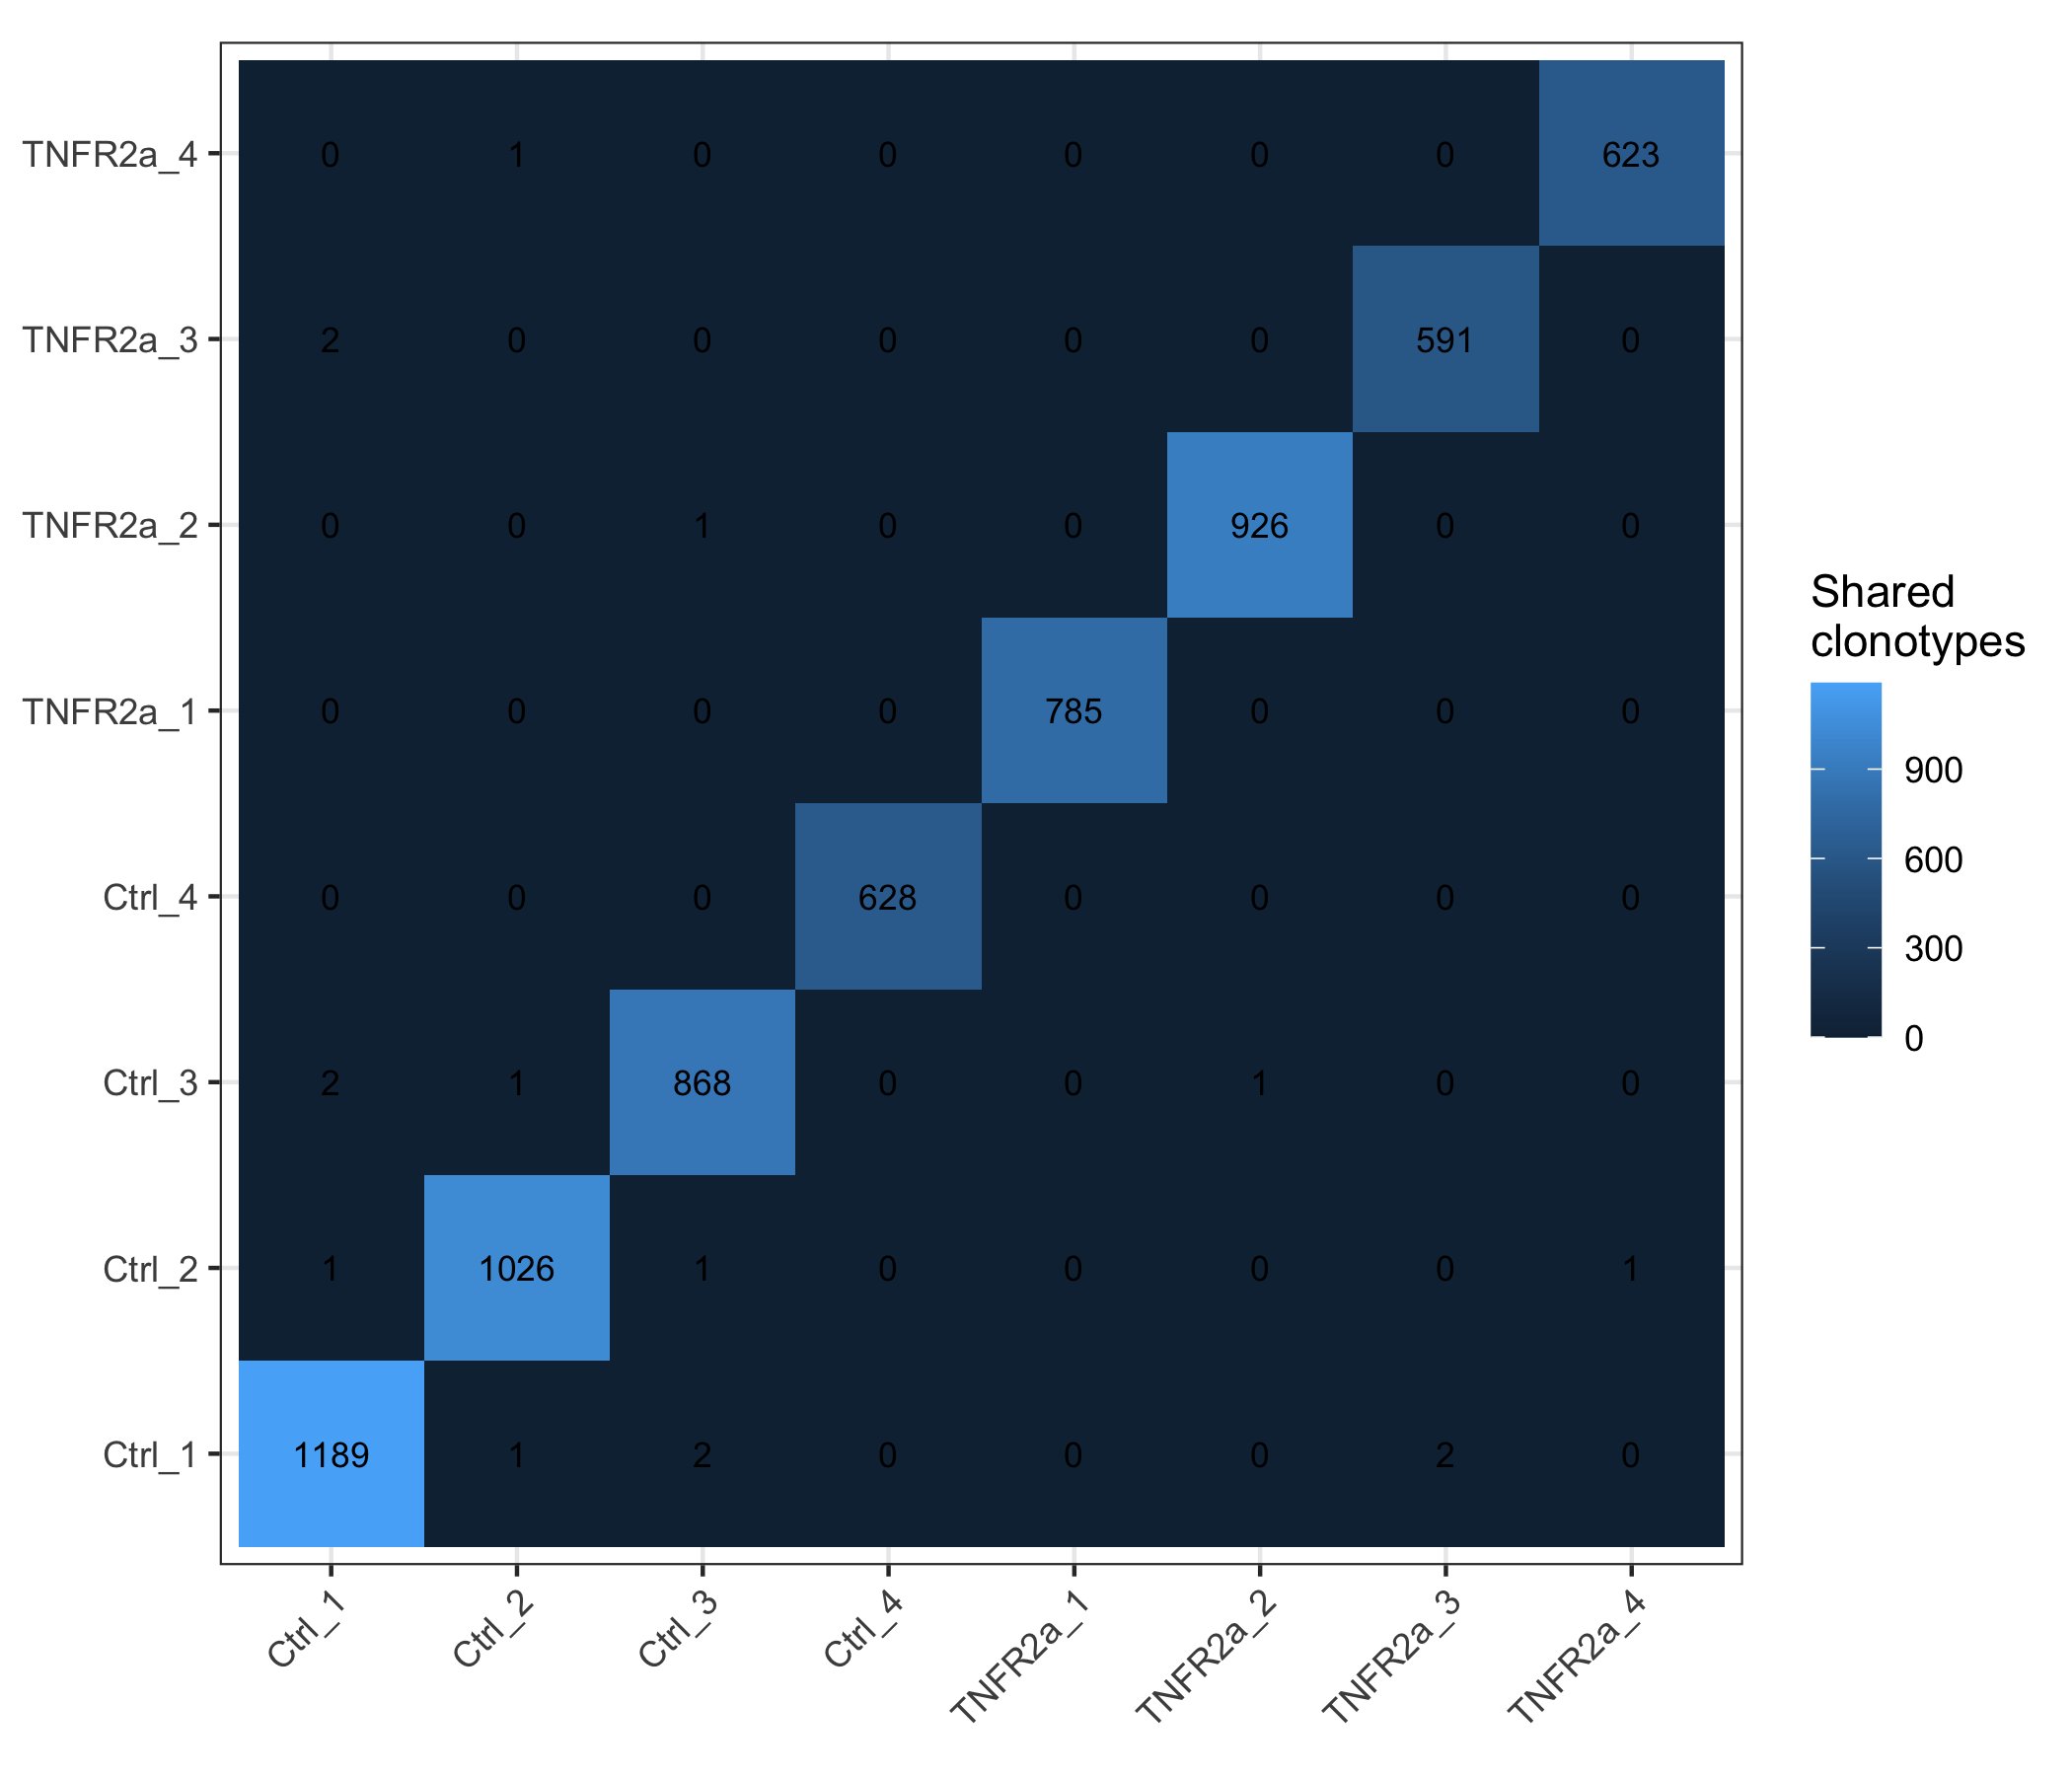 TNFR2a_4 0 1 0 0 0 0 0 623
TNFR2a_3 2 0 0 0 0 0 591 0
TNFR2a_2 0 0 1 0 0 926 0 0
TNFR2a_1 0 0 0 0 785 0 0 0
Ctrl_4 0 0 0 628 0 0 0 0
Ctrl_3 2 1 868 0 0 1 0 0
Ctrl_2 1 1026 1 0 0 0 0 1
Ctrl_1 1189 1 2 0 0 0 2 0
Ctrl_1 Ctrl_2 Ctrl_3 Ctrl_4 TNFR2a_1 TNFR2a_2 TNFR2a_3 TNFR2a_4
Shared
clonotypes
900
600
300
0